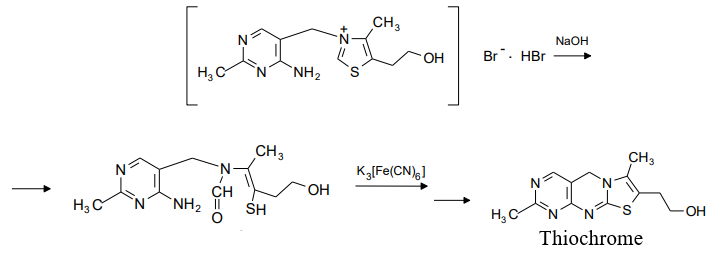 CH3
N
+
N
OH
Br- · HBr
NaOH
H3C
N
NH2
S
CH3
N
N
K3[Fe(CN)6]
OH
CH
O
SH
H3C
N
NH2
CH3
N
N
H3C
N
N
S
OH
Thiochrome